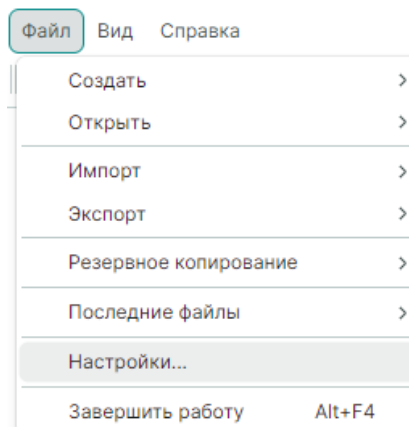 Файл Вид Справка
Создать
Открыть
Импорт
Экспорт
Резервное копирование
Последние файлы
Настройки...
Завершить работу Alt+F4